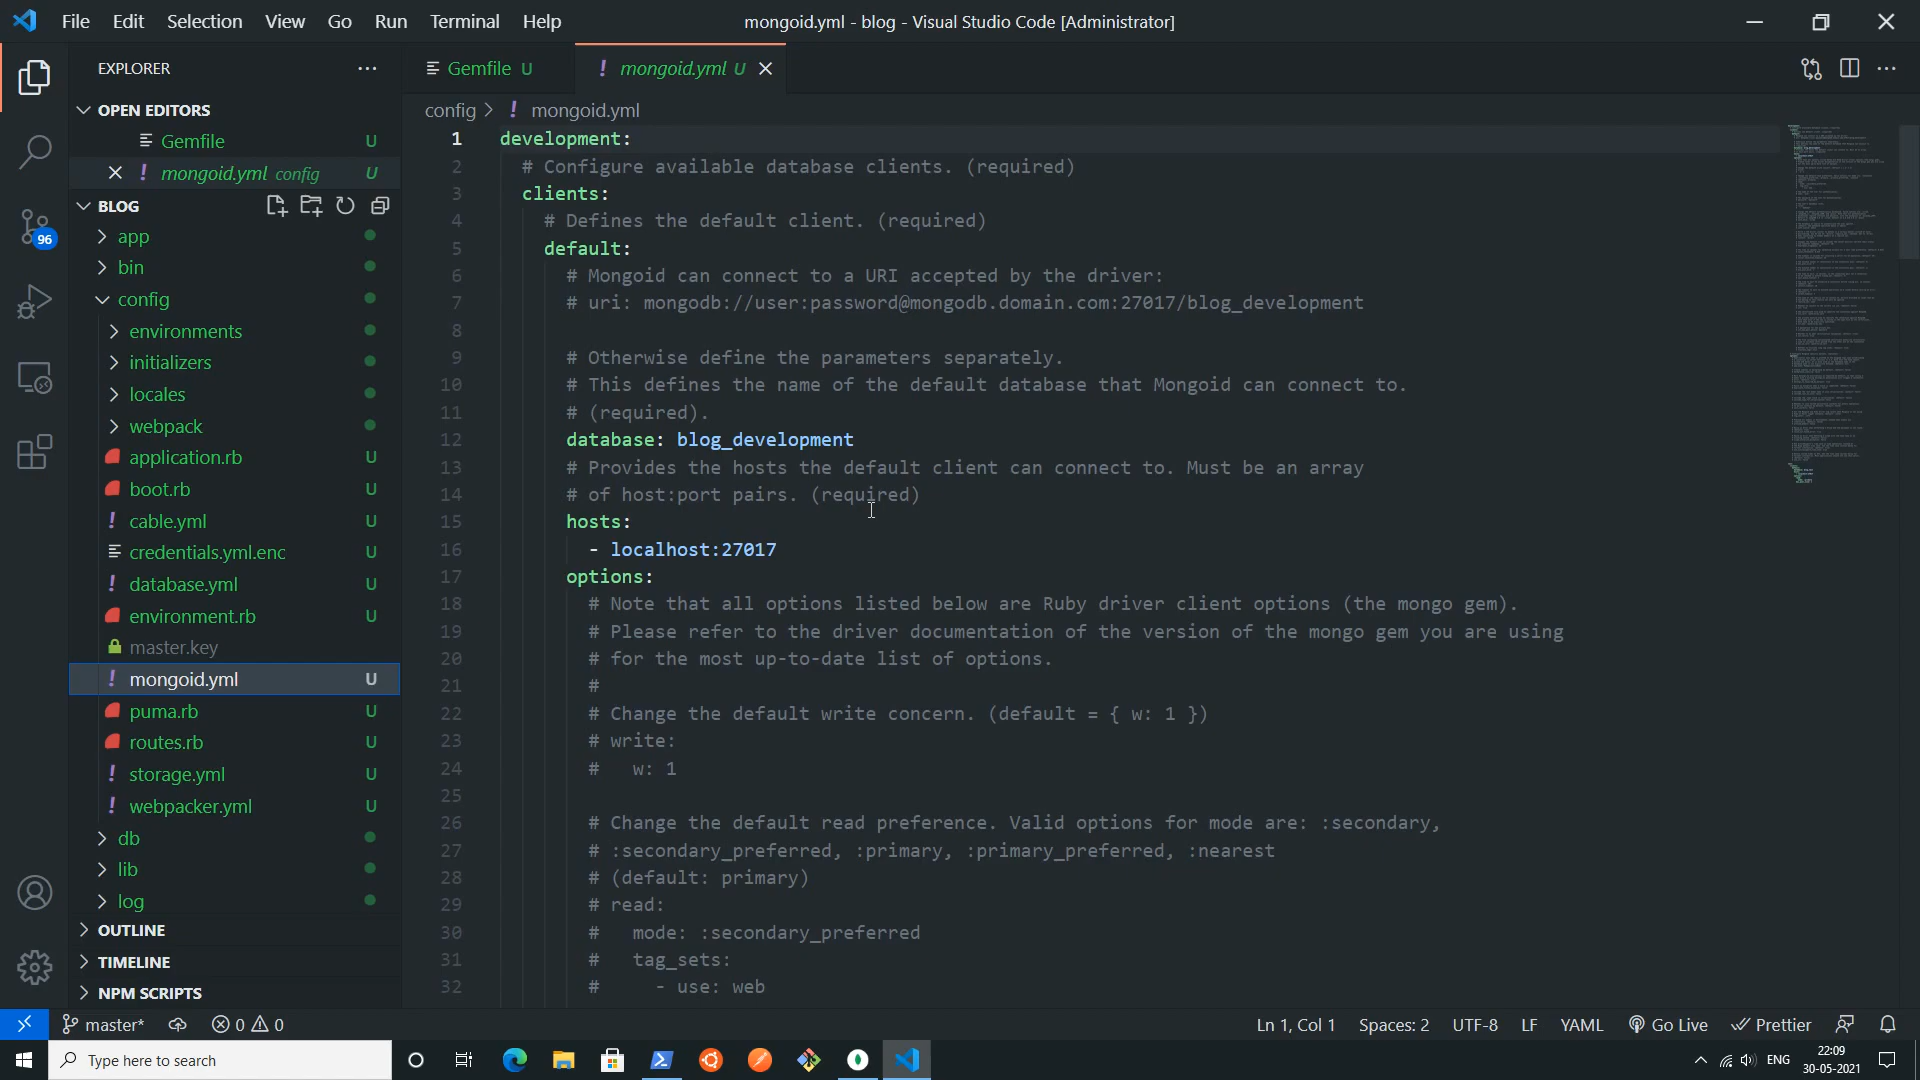 File Edit Selection View Go Run Terminal Help
mongoid.yml - blog - Visual Studio Code [Administrator]
EXPLORER
OPEN EDITORS
Gemfile U
mongoid.yml config U
BLOG
app
bin
config
environments
initializers
locales
webpack
application.rb U
boot.rb U
cable.yml U
credentials.yml.enc U
database.yml U
environment.rb U
master.key
mongoid.yml U
puma.rb U
routes.rb U
storage.yml U
webpacker.yml U
db
lib
log
OUTLINE
TIMELINE
NPM SCRIPTS
96
Gemfile U mongoid.yml U
config > mongoid.yml
1 development:
2 # Configure available database clients. (required)
3 clients:
4 # Defines the default client. (required)
5 default:
6 # Mongoid can connect to a URI accepted by the driver:
7 # uri: mongodb://user:password@mongodb.domain.com:27017/blog_development
8
9 # Otherwise define the parameters separately.
10 # This defines the name of the default database that Mongoid can connect to.
11 # (required).
12 database: blog_development
13 # Provides the hosts the default client can connect to. Must be an array
14 # of host:port pairs. (required)
15 hosts:
16 - localhost:27017
17 options:
18 # Note that all options listed below are Ruby driver client options (the mongo gem).
19 # Please refer to the driver documentation of the version of the mongo gem you are using
20 # for the most up-to-date list of options.
21 #
22 # Change the default write concern. (default = { w: 1 })
23 # write:
24 # w: 1
25
26 # Change the default read preference. Valid options for mode are: :secondary,
27 # :secondary_preferred, :primary, :primary_preferred, :nearest
28 # (default: primary)
29 # read:
30 # mode: :secondary_preferred
31 # tag_sets:
32 # - use: web
master* 0 0 Ln 1, Col 1 Spaces: 2 UTF-8 LF YAML Go Live Prettier
Type here to search
ENG
22:09
30-05-2021